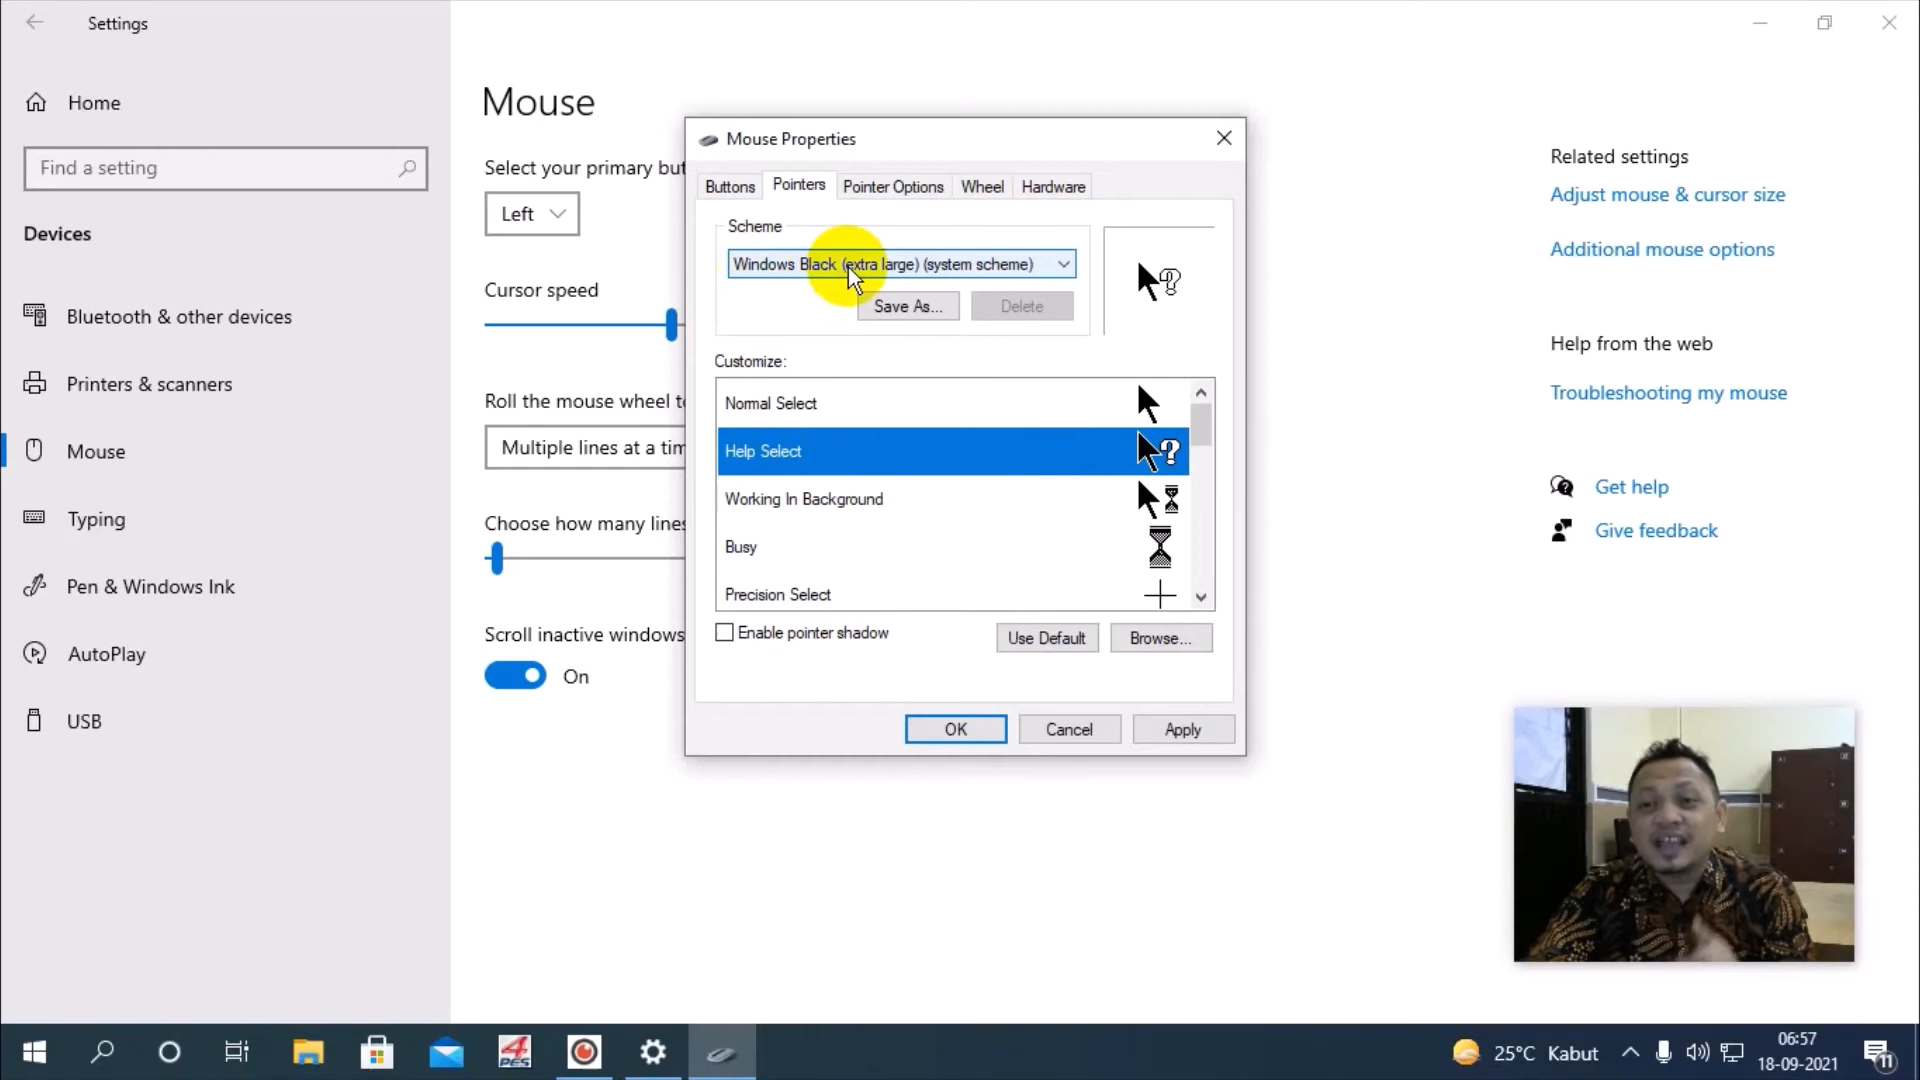 Settings
Home
Find a setting
Devices
Bluetooth & other devices
Printers & scanners
Mouse
Typing
Pen & Windows Ink
AutoPlay
USB
Mouse
Select your primary but
Left
Cursor speed
Roll the mouse wheel t
Multiple lines at a tim
Choose how many lines
Scroll inactive windows
On
Mouse Properties
Buttons
Pointers
Pointer Options
Wheel
Hardware
Scheme
Windows Black (extra large) (system scheme)
Save As...
Delete
Customize:
Normal Select
Help Select
Working In Background
Busy
Precision Select
Enable pointer shadow
Use Default
Browse...
OK
Cancel
Apply
Related settings
Adjust mouse & cursor size
Additional mouse options
Help from the web
Troubleshooting my mouse
Get help
Give feedback
4
PES
25°C Kabut
06:57
18-09-2021
11